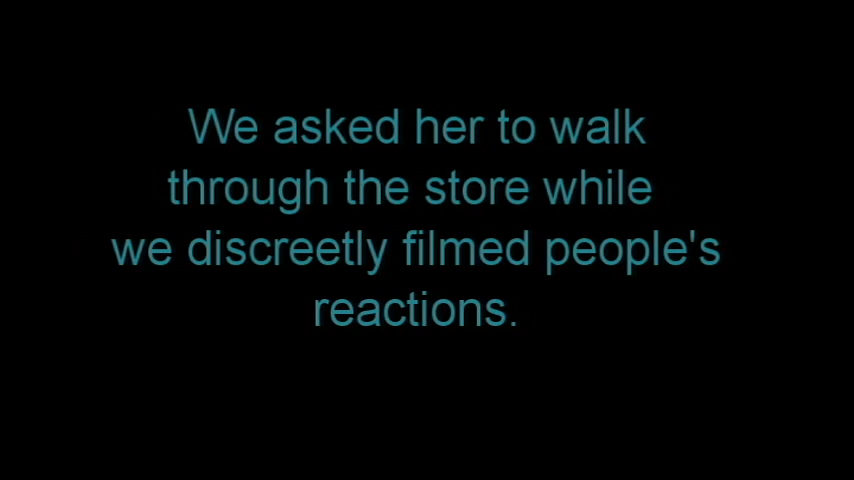 We asked her to walk
through the store while
we discreetly filmed people's
reactions.